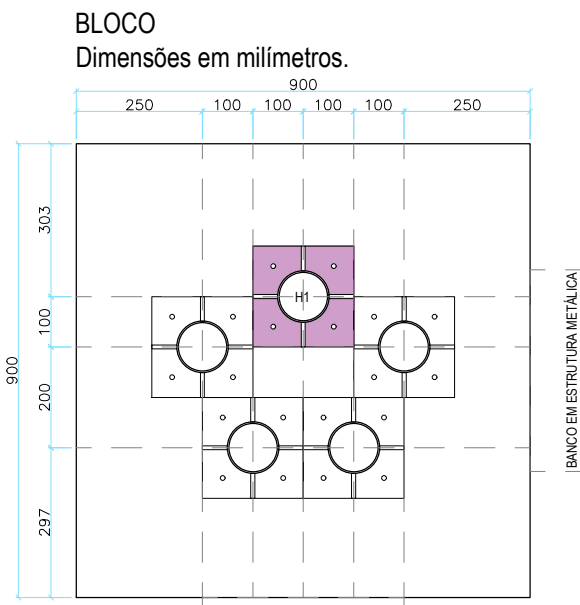 BLOCO
Dimensões em milímetros.
900
250 100 100 100 100 250
303
100
200
297
900
H1
BANCO EM ESTRUTURA METÁLICA